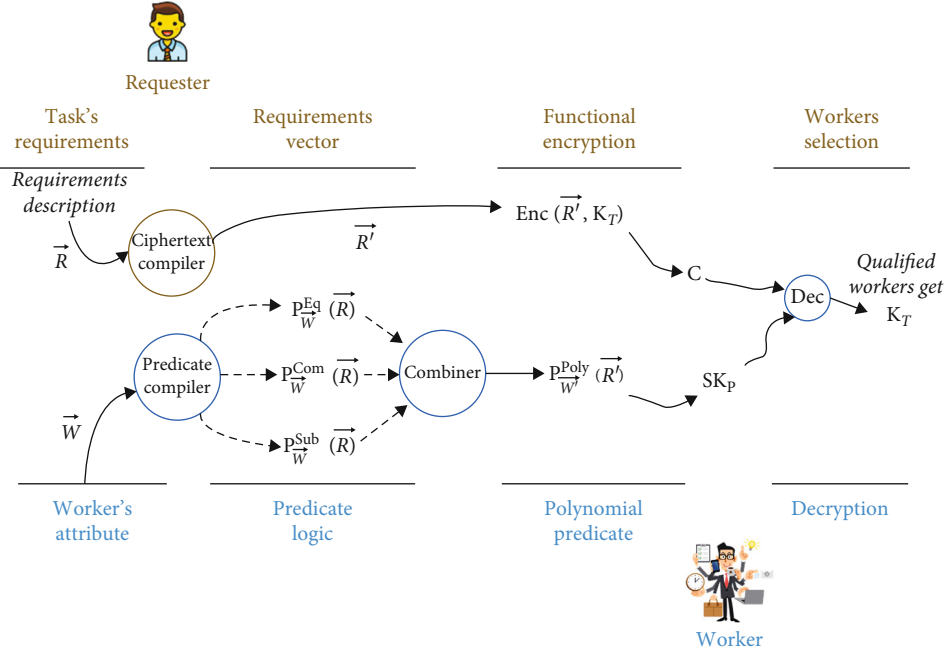 Requester
Task's
requirements
Requirements
vector
Functional
encryption
Workers
selection
Requirements
description
R⃗
Ciphertext
compiler
R′⃗
Enc (R′⃗, K_T)
C
Dec
Qualified
workers get
K_T
W⃗
Predicate
compiler
P^Eq_W⃗ (R⃗)
P^Com_W⃗ (R⃗)
P^Sub_W⃗ (R⃗)
Combiner
P^Poly_W′⃗ (R′⃗)
SK_P
Worker's
attribute
Predicate
logic
Polynomial
predicate
Decryption
Worker